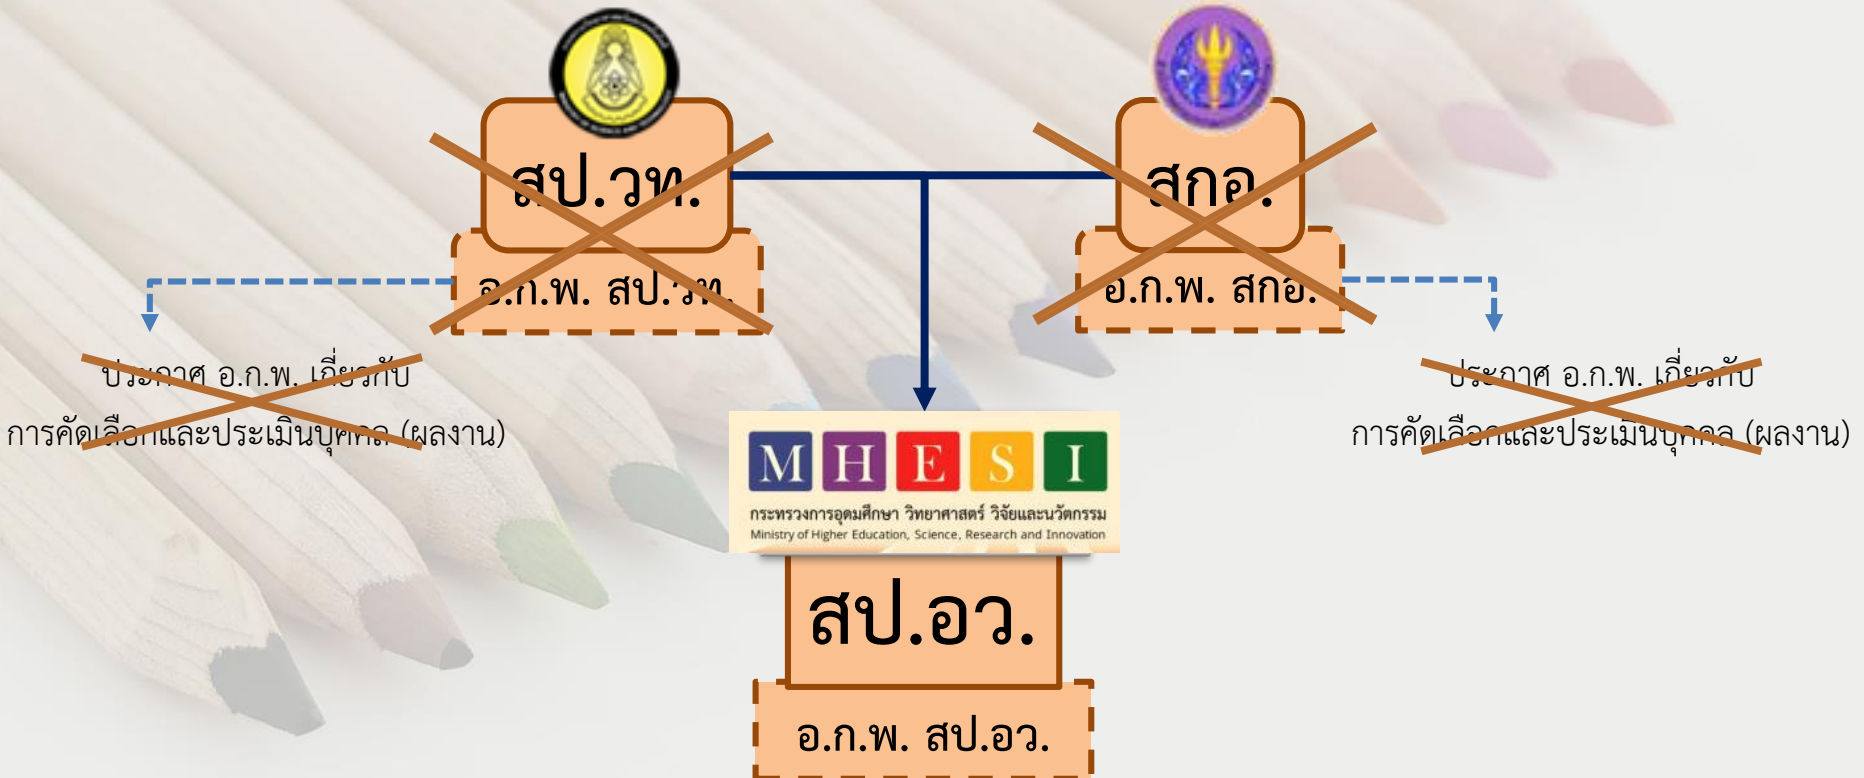 สป.วท.
สกอ.
อ.ก.พ. สป.วท.
อ.ก.พ. สกอ.
ประกาศ อ.ก.พ. เกี่ยวกับ
การคัดเลือกและประเมินบุคคล (ผลงาน)
ประกาศ อ.ก.พ. เกี่ยวกับ
การคัดเลือกและประเมินบุคคล (ผลงาน)
M H E S I
กระทรวงการอุดมศึกษา วิทยาศาสตร์ วิจัยและนวัตกรรม
Ministry of Higher Education, Science, Research and Innovation
สป.อว.
อ.ก.พ. สป.อว.